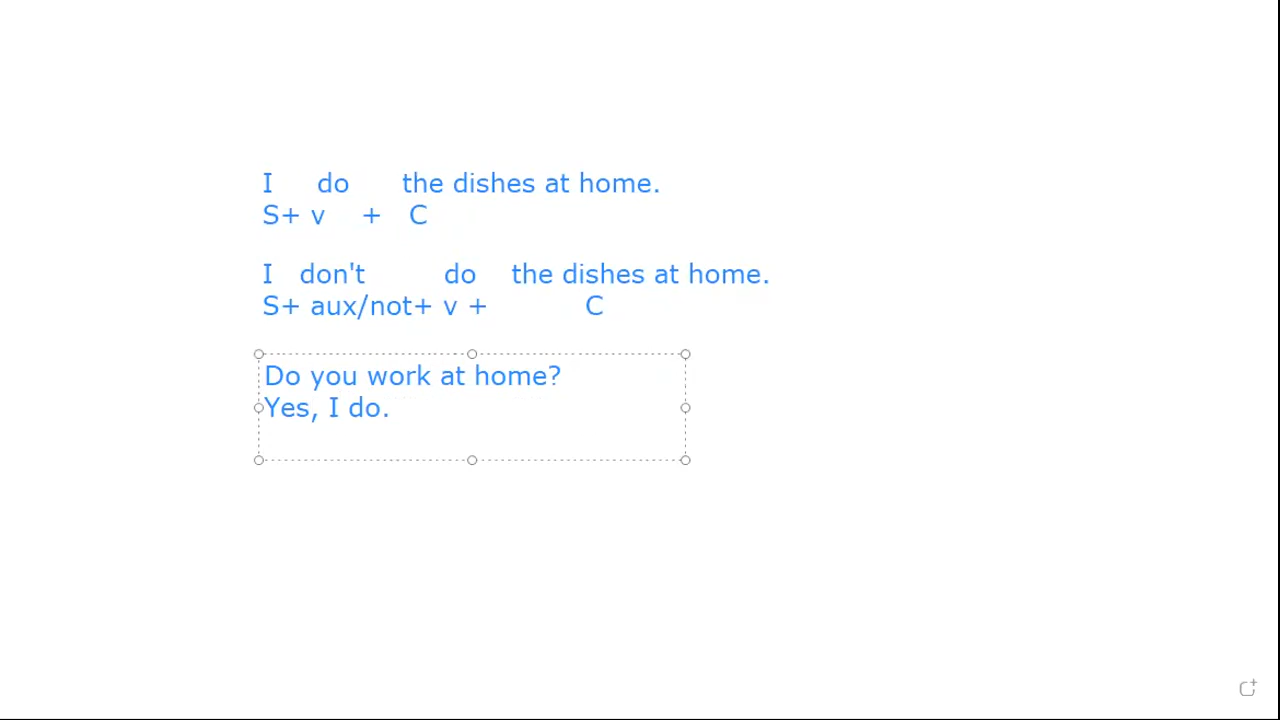 I do the dishes at home.
S+ v + C
I don't do the dishes at home.
S+ aux/not+ v + C
Do you work at home?
Yes, I do.